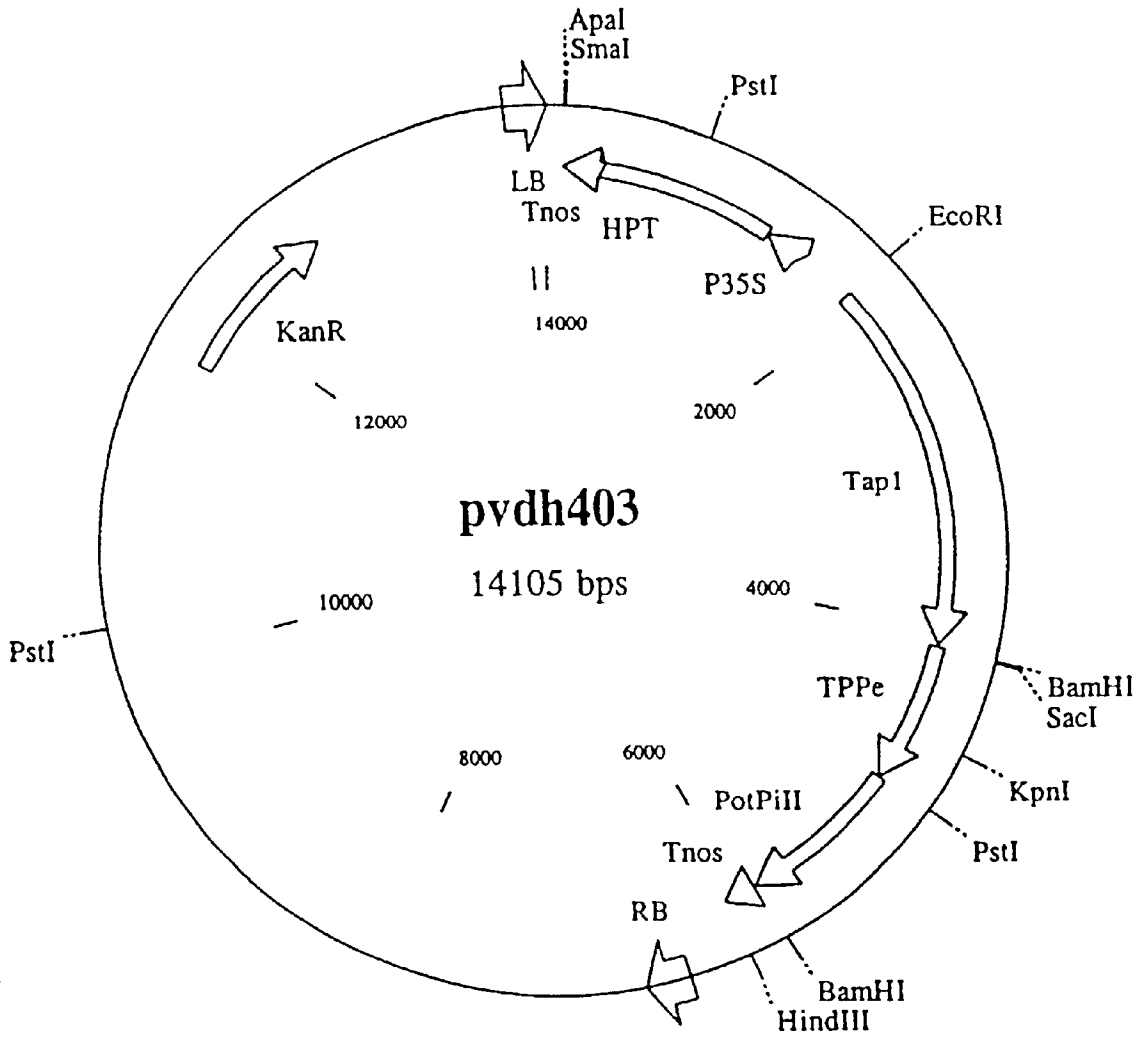 ApaI
SmaI
PstI
EcoRI
LB
Tnos
HPT
P35S
KanR
14000
12000
2000
Tap1
pvdh403
14105 bps
4000
10000
PstI
TPPe
BamHI
SacI
8000
6000
PotPiII
KpnI
Tnos
PstI
RB
BamHI
HindIII